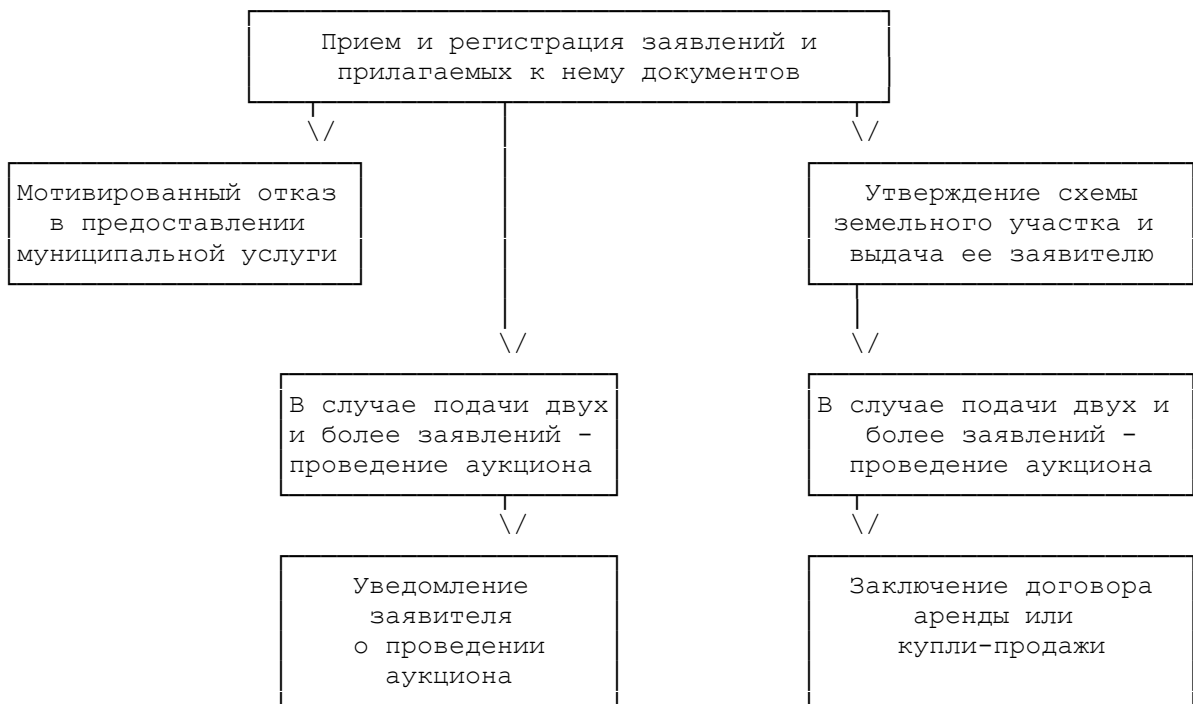 Прием и регистрация заявлений и
прилагаемых к нему документов
Мотивированный отказ
в предоставлении
муниципальной услуги
Утверждение схемы
земельного участка и
выдача ее заявителю
В случае подачи двух
и более заявлений -
проведение аукциона
В случае подачи двух и
более заявлений -
проведение аукциона
Уведомление
заявителя
о проведении
аукциона
Заключение договора
аренды или
купли-продажи